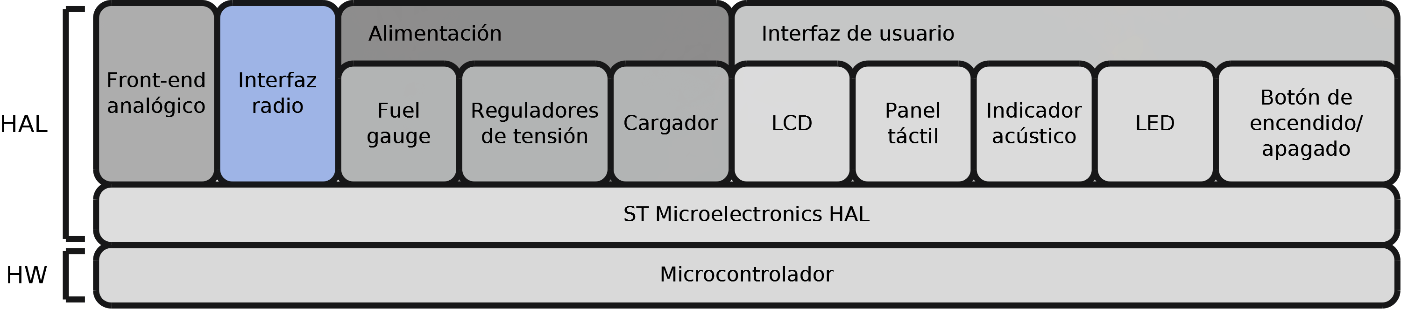 HAL
Front-end
analógico
Interfaz
radio
Alimentación
Fuel
gauge
Reguladores
de tensión
Cargador
Interfaz de usuario
LCD
Panel
táctil
Indicador
acústico
LED
Botón de
encendido/
apagado
ST Microelectronics HAL
HW
Microcontrolador